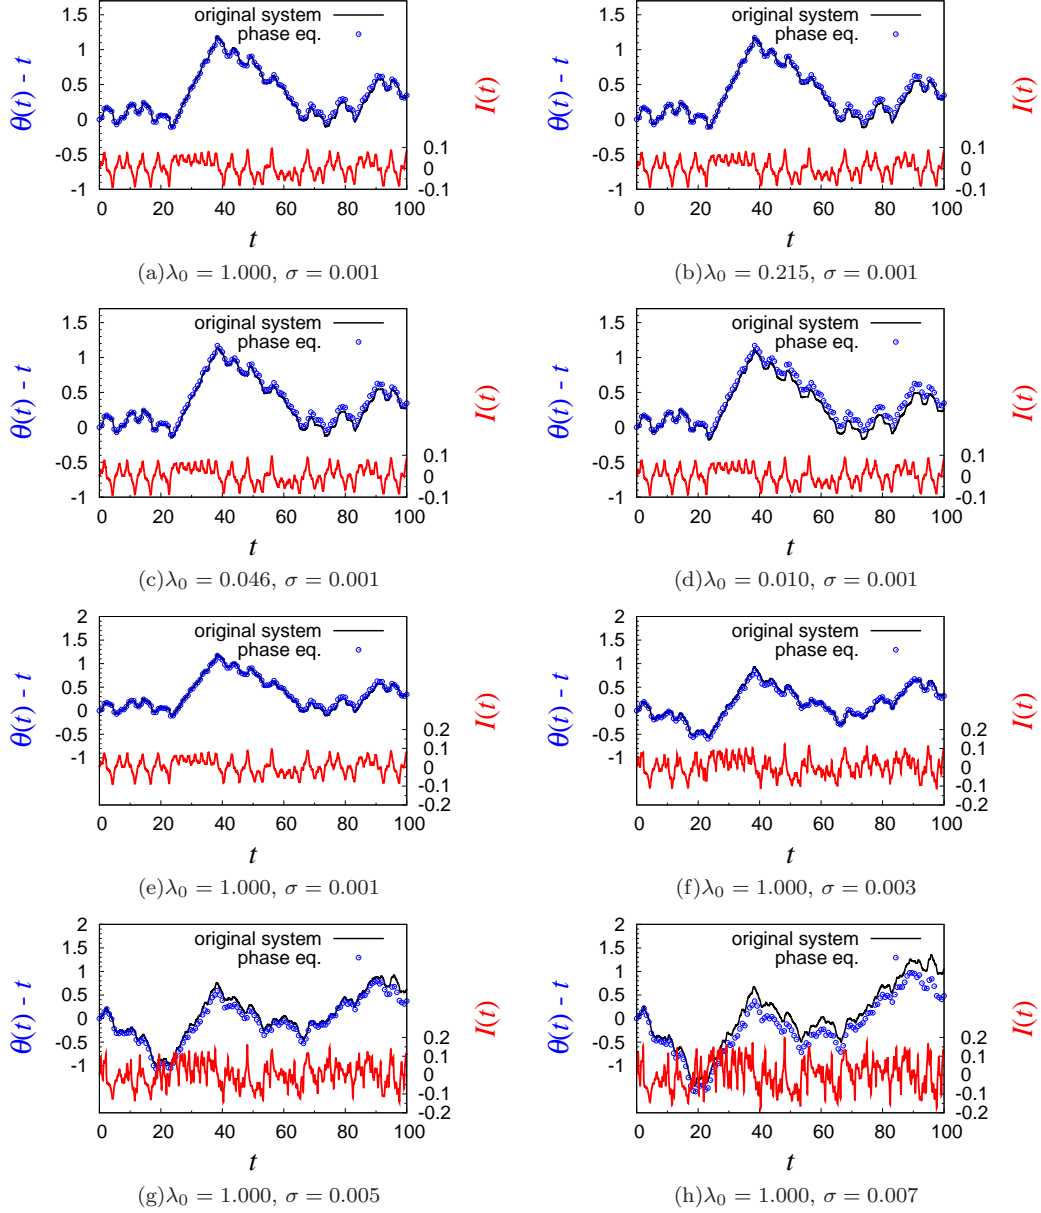 original system
phase eq.
θ(t) - t
I(t)
1.5
1
0.5
0
-0.5
-1
0.1
0
-0.1
0 20 40 60 80 100
t
(a)λ₀ = 1.000, σ = 0.001
original system
phase eq.
θ(t) - t
I(t)
1.5
1
0.5
0
-0.5
-1
0.1
0
-0.1
0 20 40 60 80 100
t
(b)λ₀ = 0.215, σ = 0.001
original system
phase eq.
θ(t) - t
I(t)
1.5
1
0.5
0
-0.5
-1
0.1
0
-0.1
0 20 40 60 80 100
t
(c)λ₀ = 0.046, σ = 0.001
original system
phase eq.
θ(t) - t
I(t)
1.5
1
0.5
0
-0.5
-1
0.1
0
-0.1
0 20 40 60 80 100
t
(d)λ₀ = 0.010, σ = 0.001
original system
phase eq.
θ(t) - t
I(t)
2
1.5
1
0.5
0
-0.5
-1
0.2
0.1
0
-0.1
-0.2
0 20 40 60 80 100
t
(e)λ₀ = 1.000, σ = 0.001
original system
phase eq.
θ(t) - t
I(t)
2
1.5
1
0.5
0
-0.5
-1
0.2
0.1
0
-0.1
-0.2
0 20 40 60 80 100
t
(f)λ₀ = 1.000, σ = 0.003
original system
phase eq.
θ(t) - t
I(t)
2
1.5
1
0.5
0
-0.5
-1
0.2
0.1
0
-0.1
-0.2
0 20 40 60 80 100
t
(g)λ₀ = 1.000, σ = 0.005
original system
phase eq.
θ(t) - t
I(t)
2
1.5
1
0.5
0
-0.5
-1
0.2
0.1
0
-0.1
-0.2
0 20 40 60 80 100
t
(h)λ₀ = 1.000, σ = 0.007